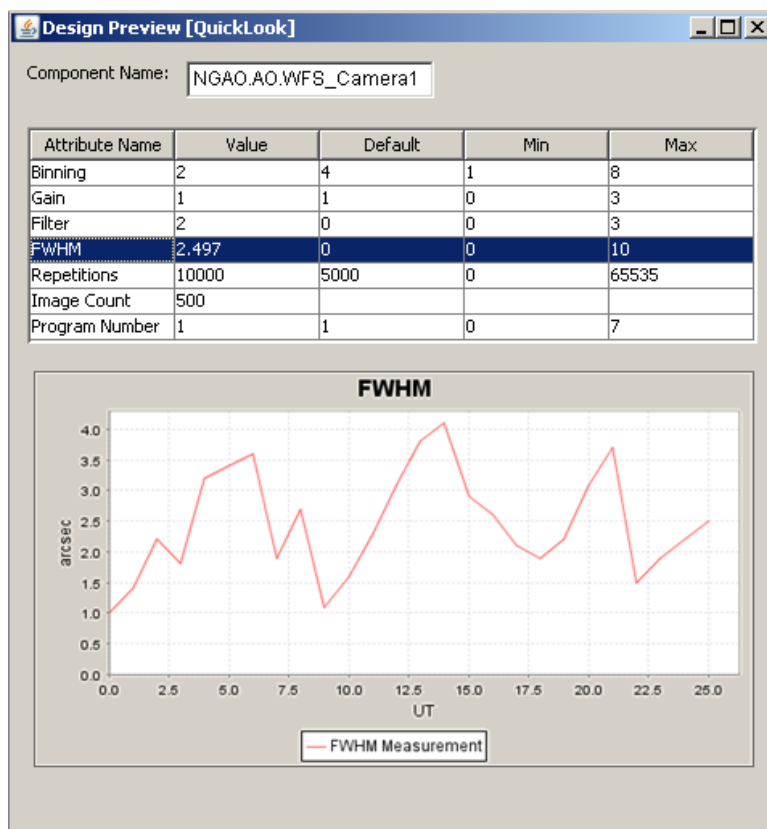 Design Preview [QuickLook]
Component Name: NGAO.AO.WFS_Camera1
Attribute Name Value Default Min Max
Binning 2 4 1 8
Gain 1 1 0 3
Filter 2 0 0 3
FWHM 2.497 0 0 10
Repetitions 10000 5000 0 65535
Image Count 500
Program Number 1 1 0 7
FWHM
4.0
3.5
3.0
2.5
2.0
1.5
1.0
0.5
0.0
arcsec
0.0 2.5 5.0 7.5 10.0 12.5 15.0 17.5 20.0 22.5 25.0
UT
FWHM Measurement